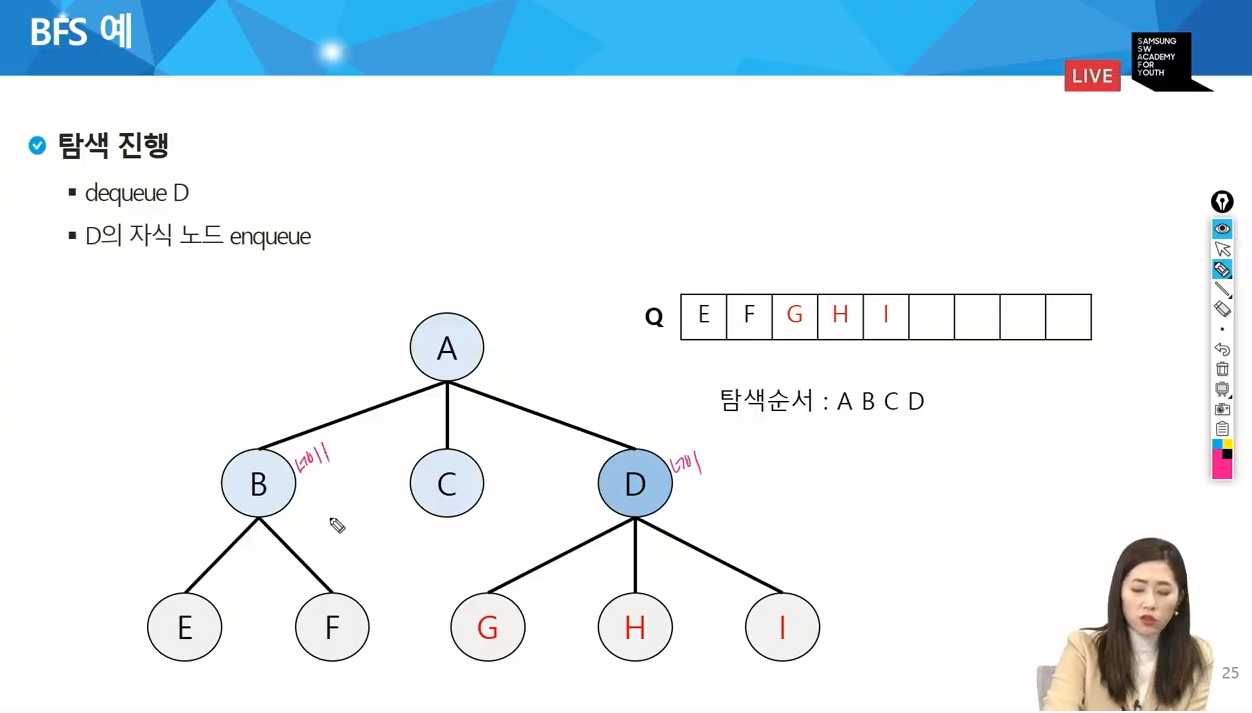 BFS 예
LIVE
SAMSUNG
SW
ACADEMY
FOR
YOUTH
탐색 진행
dequeue D
D의 자식 노드 enqueue
Q E F G H I
탐색순서 : A B C D
A
B C D
E F G H I
25